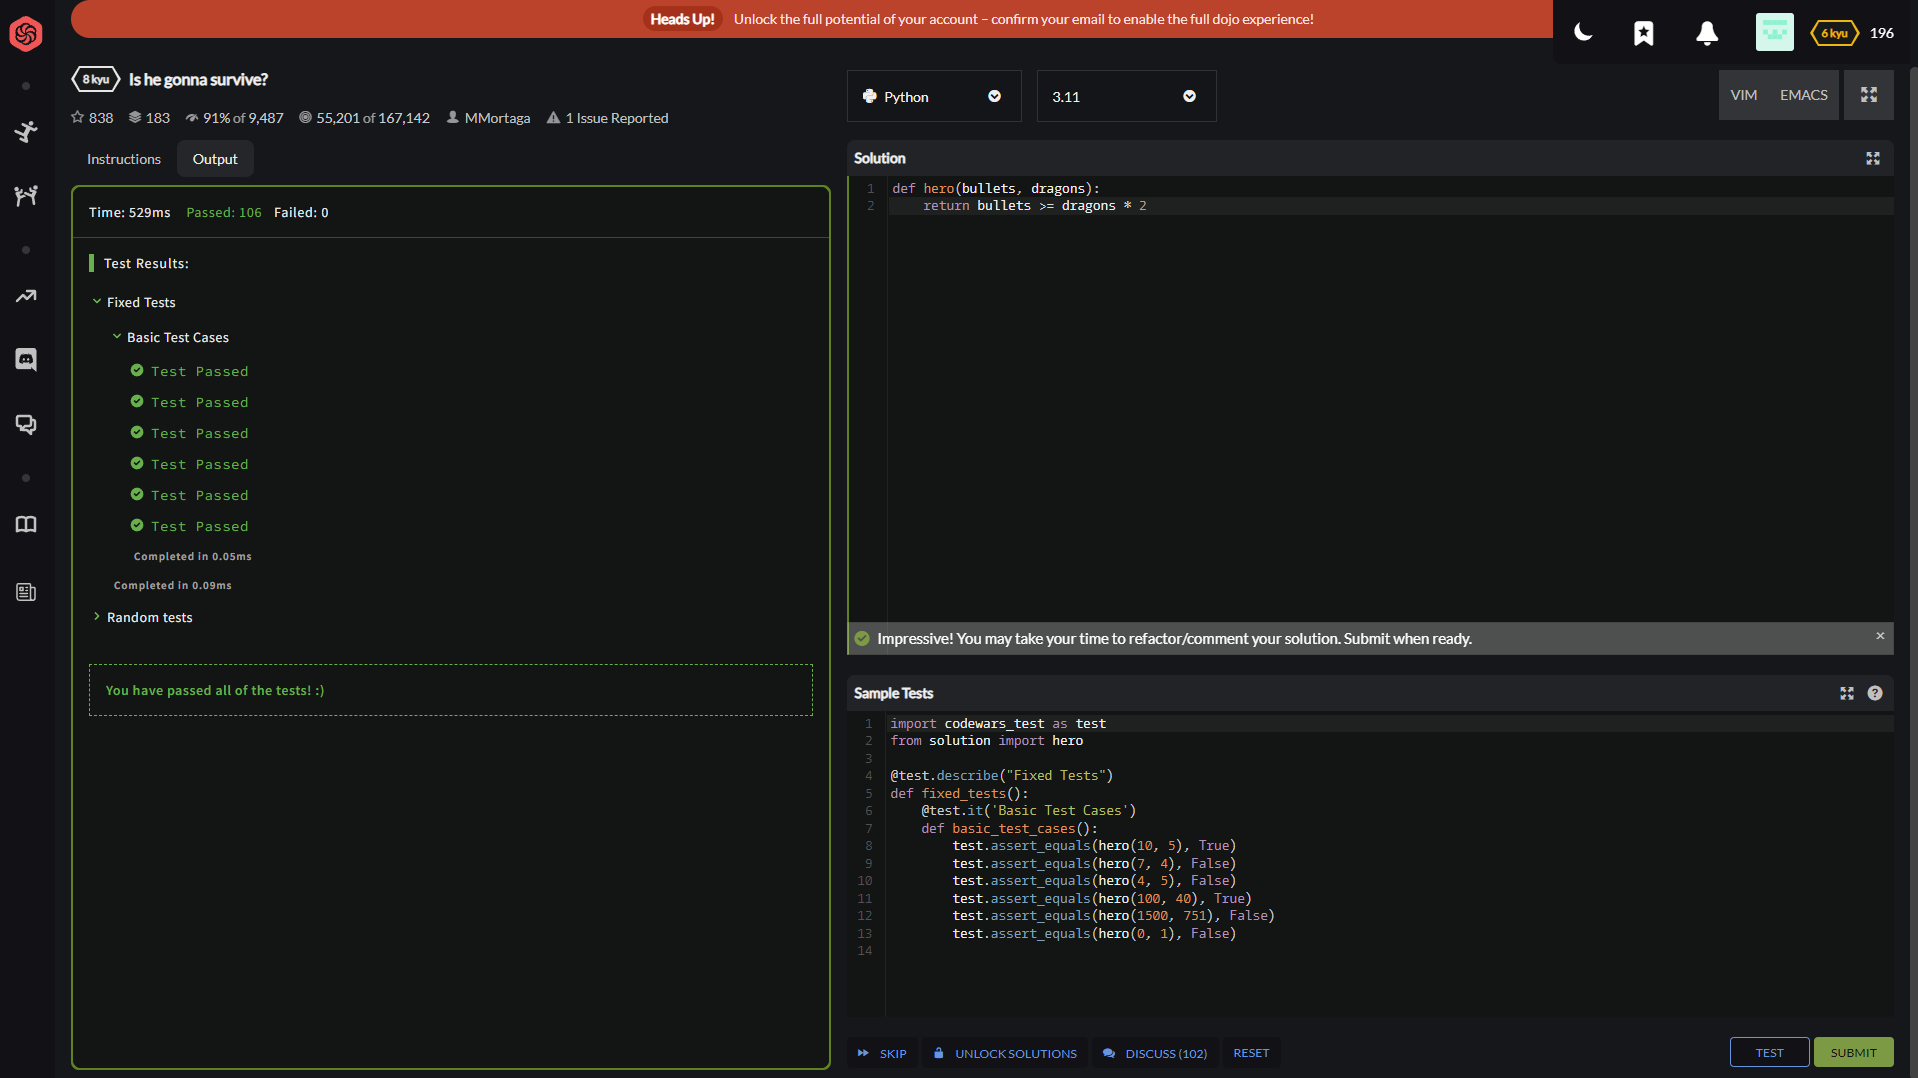 Heads Up! Unlock the full potential of your account – confirm your email to enable the full dojo experience!
6 kyu 196
8 kyu Is he gonna survive?
838 183 91% of 9,487 55,201 of 167,142 MMortaga 1 Issue Reported
Instructions Output
Time: 529ms Passed: 106 Failed: 0
Test Results:
Fixed Tests
Basic Test Cases
Test Passed
Test Passed
Test Passed
Test Passed
Test Passed
Test Passed
Completed in 0.05ms
Completed in 0.09ms
Random tests
You have passed all of the tests! :)
Python 3.11 VIM EMACS
Solution
1 def hero(bullets, dragons):
2     return bullets >= dragons * 2
Impressive! You may take your time to refactor/comment your solution. Submit when ready. ×
Sample Tests ?
1 import codewars_test as test
2 from solution import hero
3
4 @test.describe("Fixed Tests")
5 def fixed_tests():
6     @test.it('Basic Test Cases')
7     def basic_test_cases():
8         test.assert_equals(hero(10, 5), True)
9         test.assert_equals(hero(7, 4), False)
10         test.assert_equals(hero(4, 5), False)
11         test.assert_equals(hero(100, 40), True)
12         test.assert_equals(hero(1500, 751), False)
13         test.assert_equals(hero(0, 1), False)
14
SKIP UNLOCK SOLUTIONS DISCUSS (102) RESET TEST SUBMIT